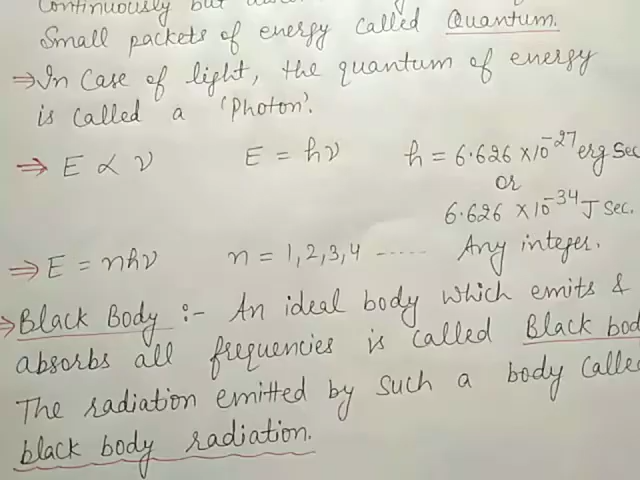 Continuously but
Small packets of energy called Quantum.
⇒ In Case of light, the quantum of energy
is called a 'Photon'.
⇒ E ∝ ν E = hν h = 6.626 × 10⁻²⁷ erg Sec
or
6.626 × 10⁻³⁴ J Sec.
⇒ E = nhν n = 1, 2, 3, 4 ...... Any integer.
⇒ Black Body :- An ideal body which emits &
absorbs all frequencies is called Black bod
The radiation emitted by such a body Calle
black body radiation.